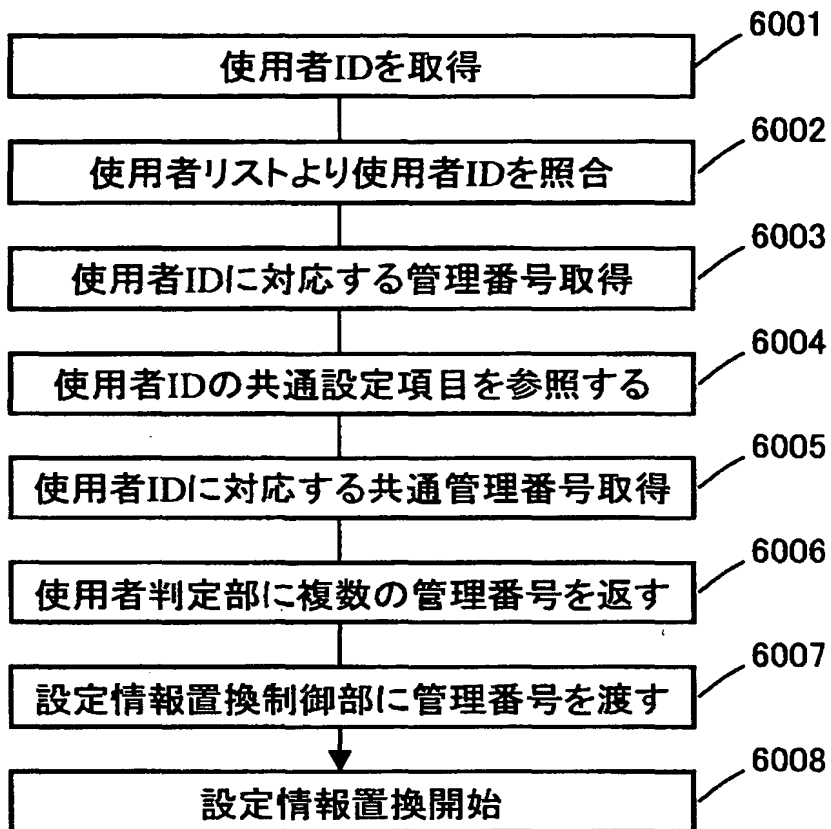 6001
使用者IDを取得
6002
使用者リストより使用者IDを照合
6003
使用者IDに対応する管理番号取得
6004
使用者IDの共通設定項目を参照する
6005
使用者IDに対応する共通管理番号取得
6006
使用者判定部に複数の管理番号を返す
6007
設定情報置換制御部に管理番号を渡す
6008
設定情報置換開始